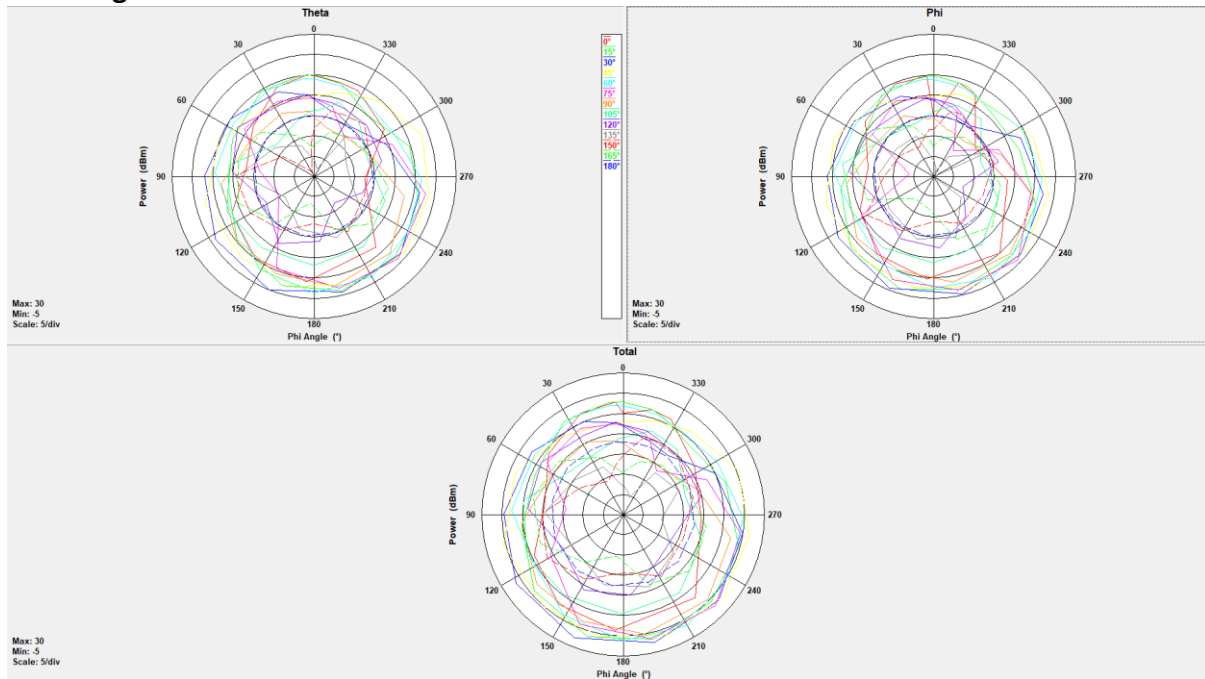 Theta
0
30
330
60
300
90
270
120
240
150
210
180
Power (dBm)
Phi Angle (°)
Max: 30
Min: -5
Scale: 5/div
0°
15°
30°
45°
60°
75°
90°
105°
120°
135°
150°
165°
180°
Phi
0
30
330
60
300
90
270
120
240
150
210
180
Power (dBm)
Phi Angle (°)
Max: 30
Min: -5
Scale: 5/div
Total
0
30
330
60
300
90
270
120
240
150
210
180
Power (dBm)
Phi Angle (°)
Max: 30
Min: -5
Scale: 5/div